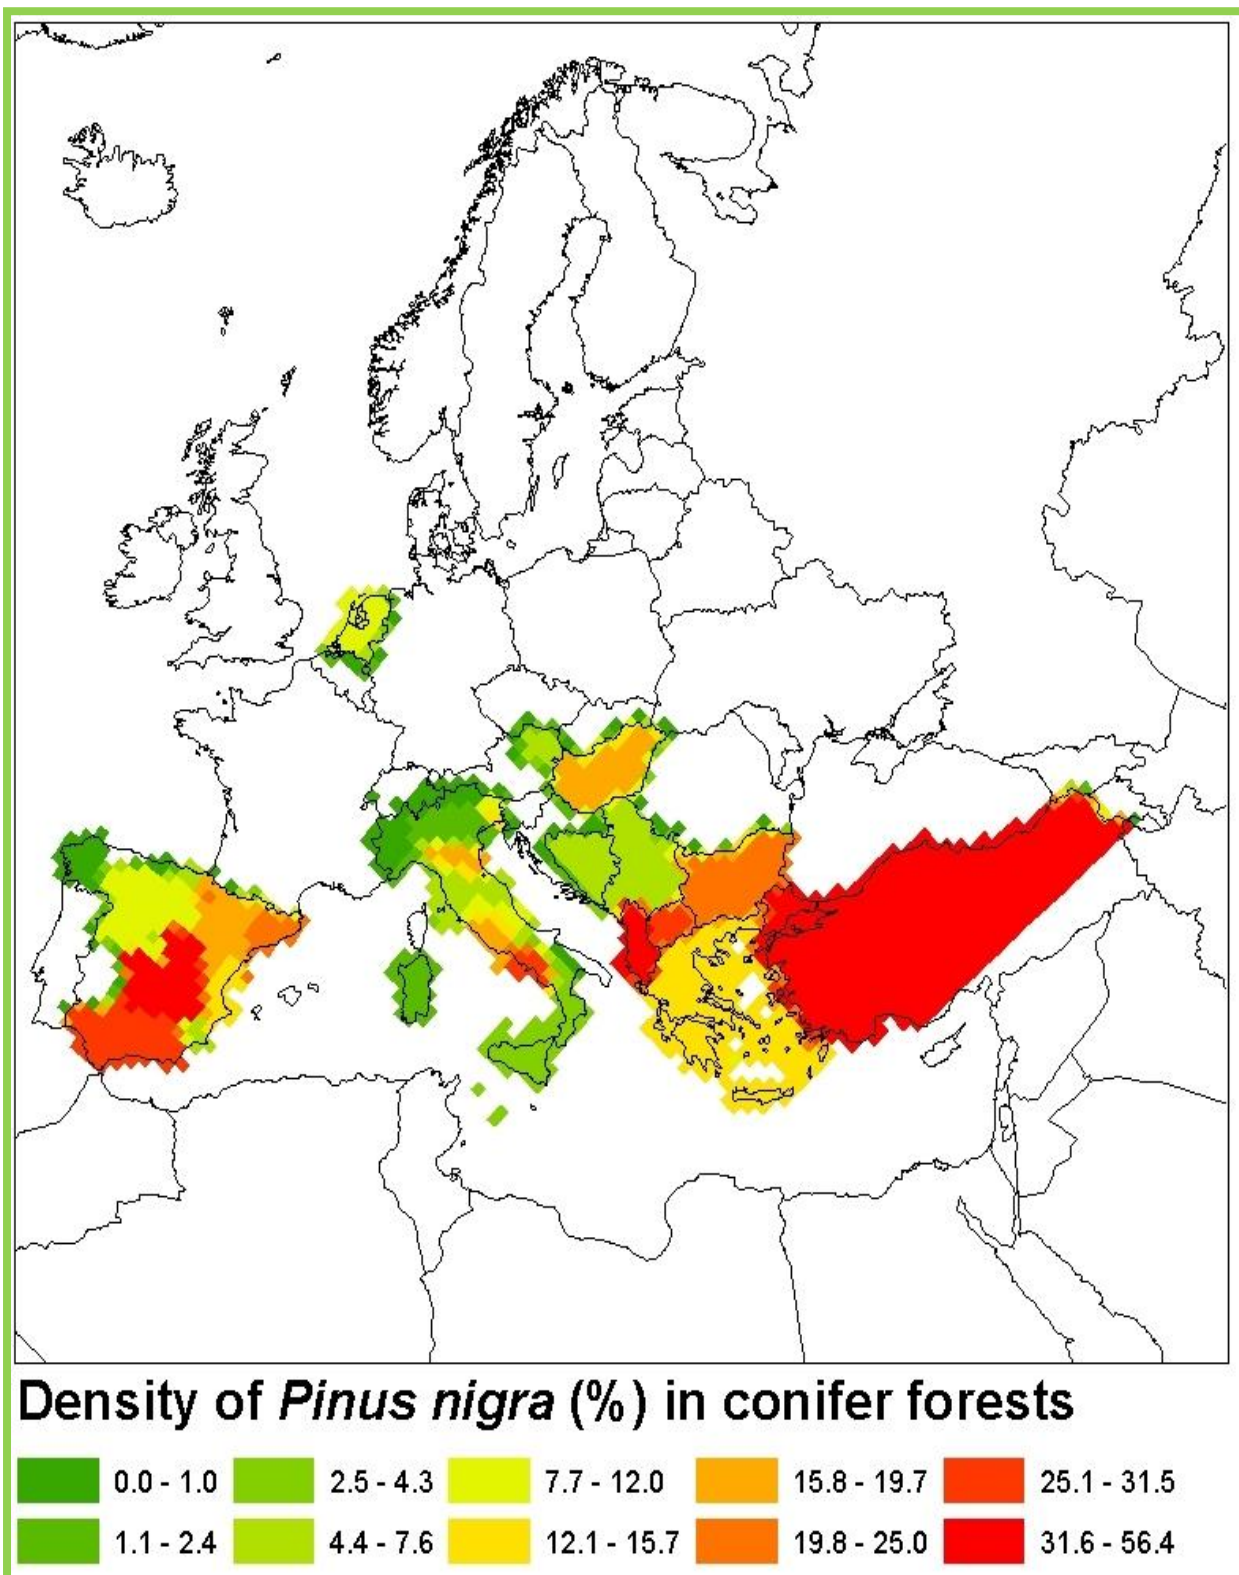 Density of Pinus nigra (%) in conifer forests
0.0 - 1.0 2.5 - 4.3 7.7 - 12.0 15.8 - 19.7 25.1 - 31.5
1.1 - 2.4 4.4 - 7.6 12.1 - 15.7 19.8 - 25.0 31.6 - 56.4